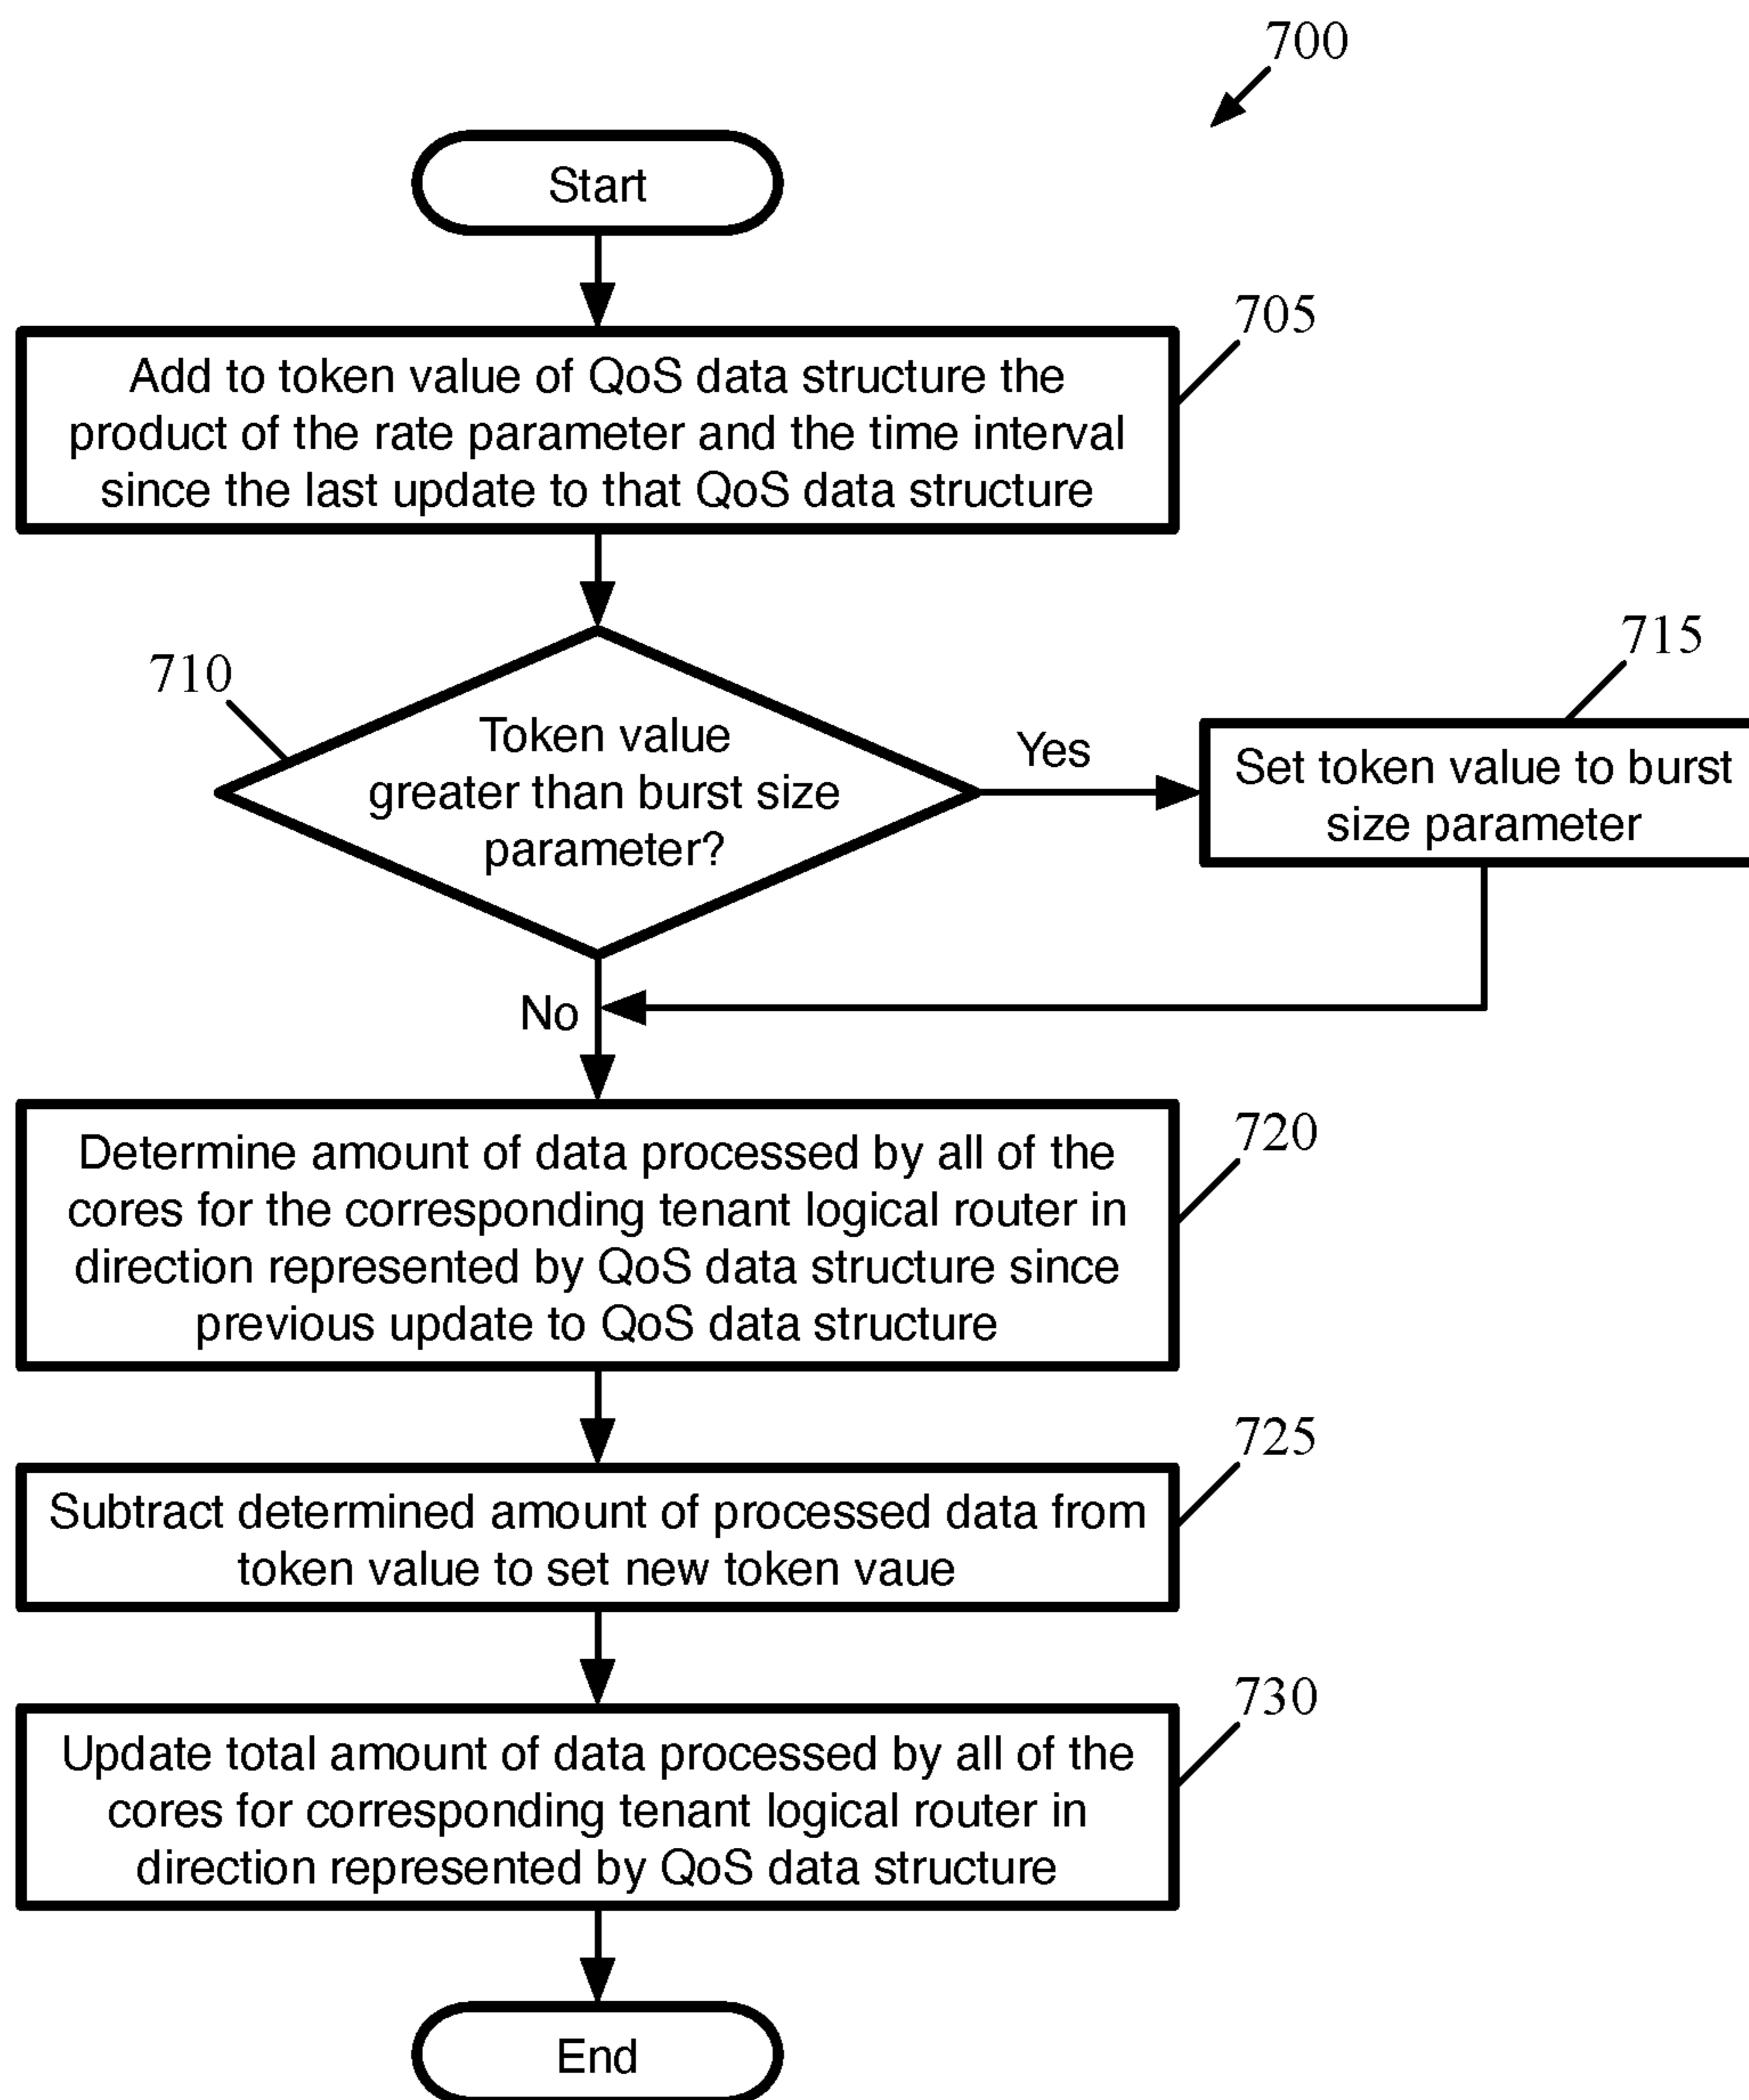 700
Start
705
Add to token value of QoS data structure the
product of the rate parameter and the time interval
since the last update to that QoS data structure
710
Token value
greater than burst size
parameter?
Yes
715
Set token value to burst
size parameter
No
720
Determine amount of data processed by all of the
cores for the corresponding tenant logical router in
direction represented by QoS data structure since
previous update to QoS data structure
725
Subtract determined amount of processed data from
token value to set new token vaue
730
Update total amount of data processed by all of the
cores for corresponding tenant logical router in
direction represented by QoS data structure
End